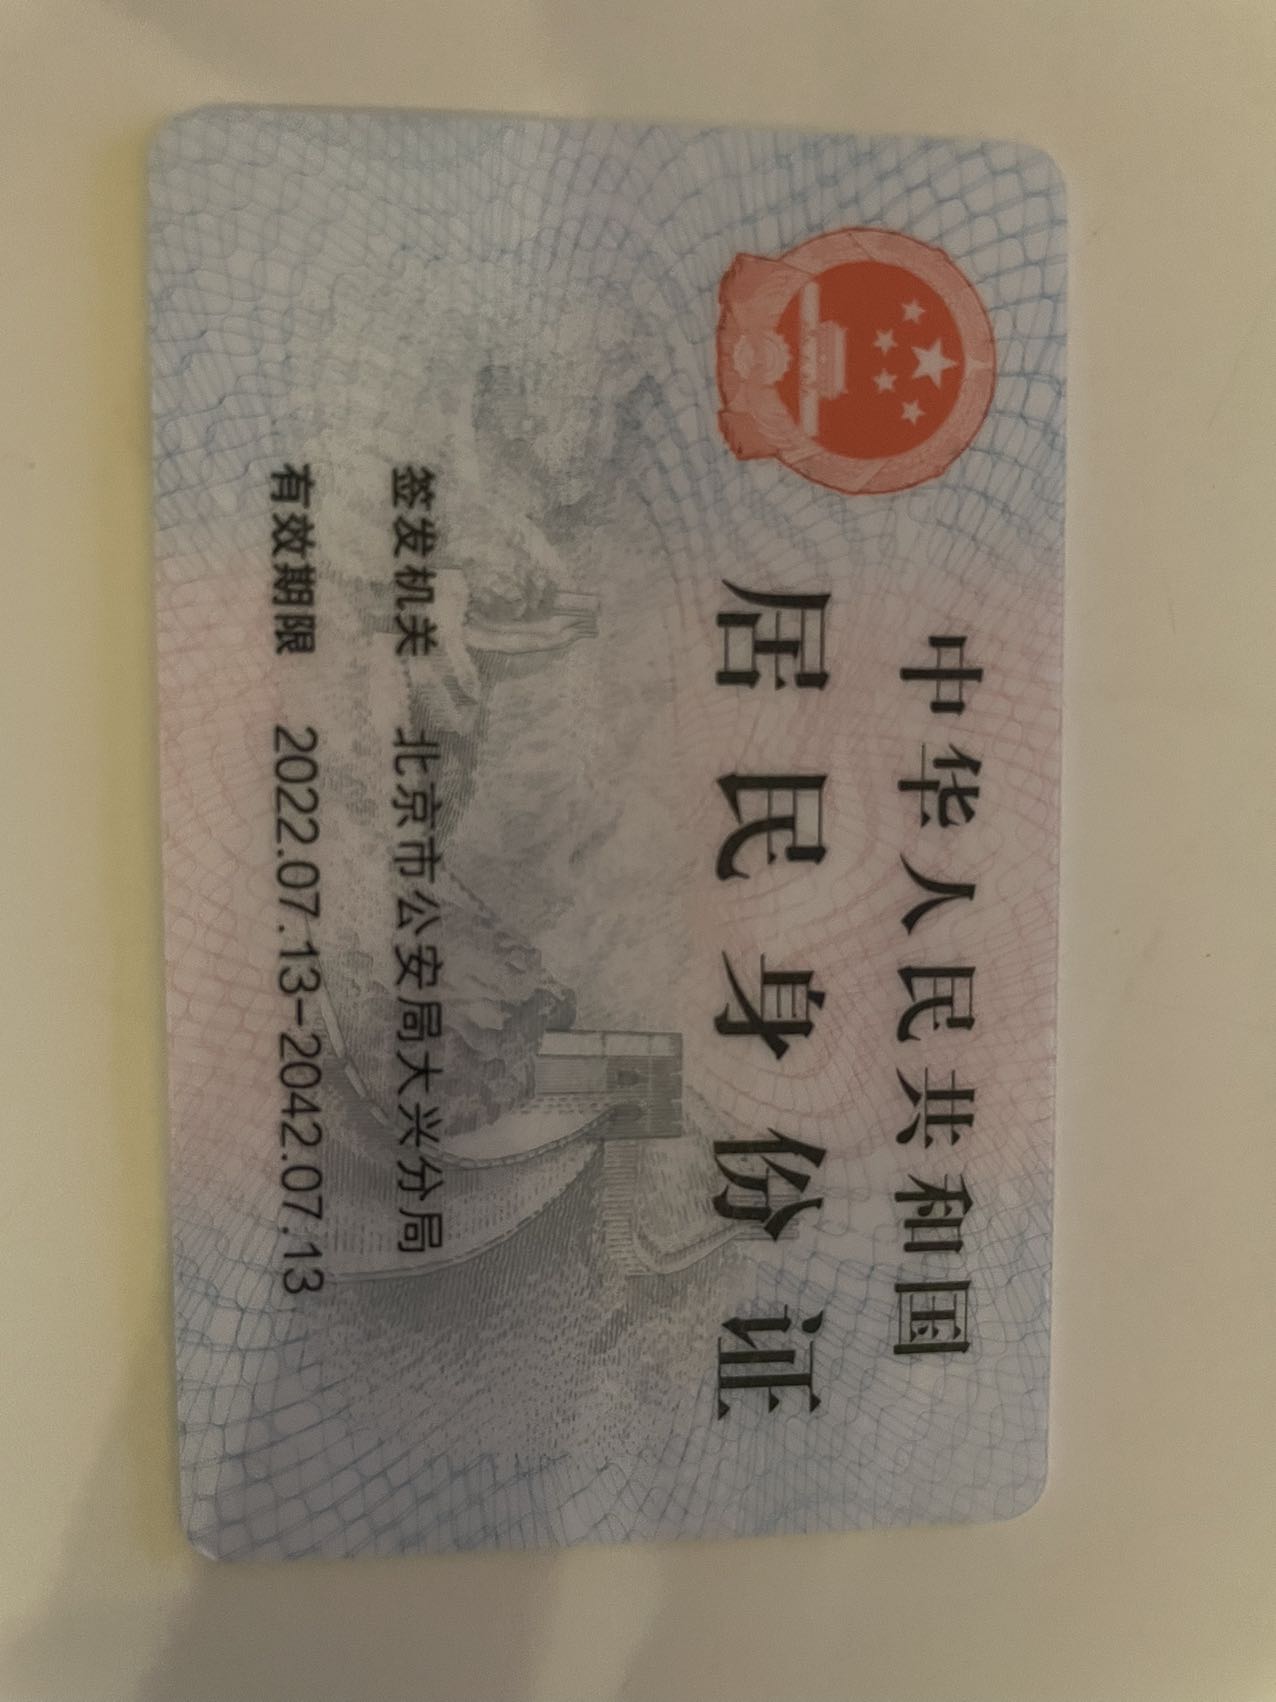 中华人民共和国
居民身份证
签发机关 北京市公安局大兴分局
有效期限 2022.07.13-2042.07.13